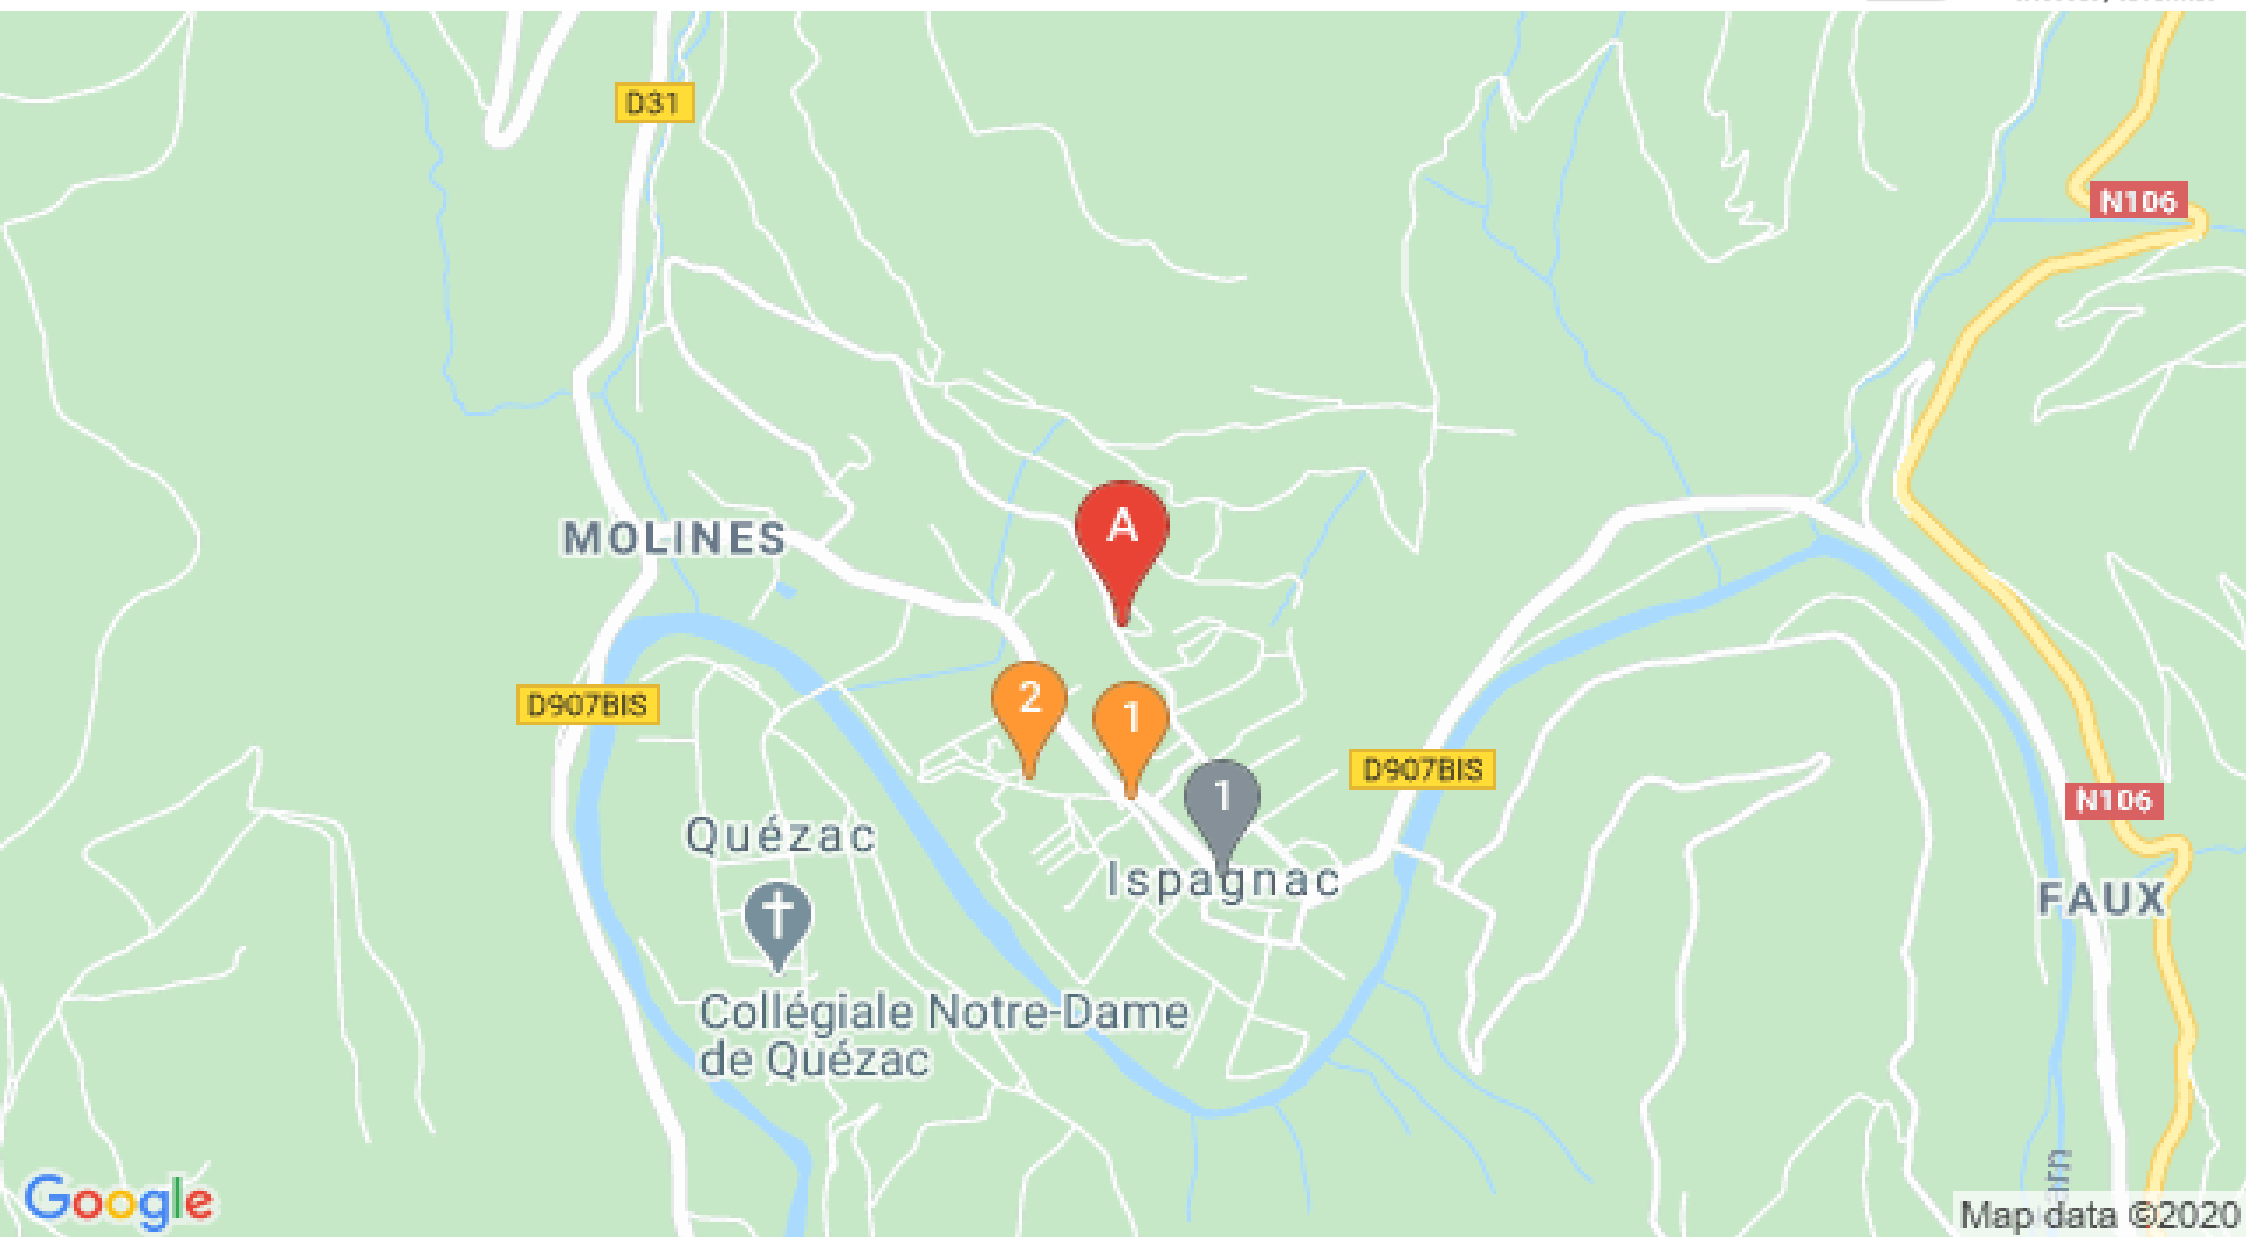 D31
N106
A
MOLINES
2
1
D907BIS
1
D907BIS
N106
Quézac
Ispagnac
FAUX
Collégiale Notre-Dame
de Quézac
Google
Map data ©2020